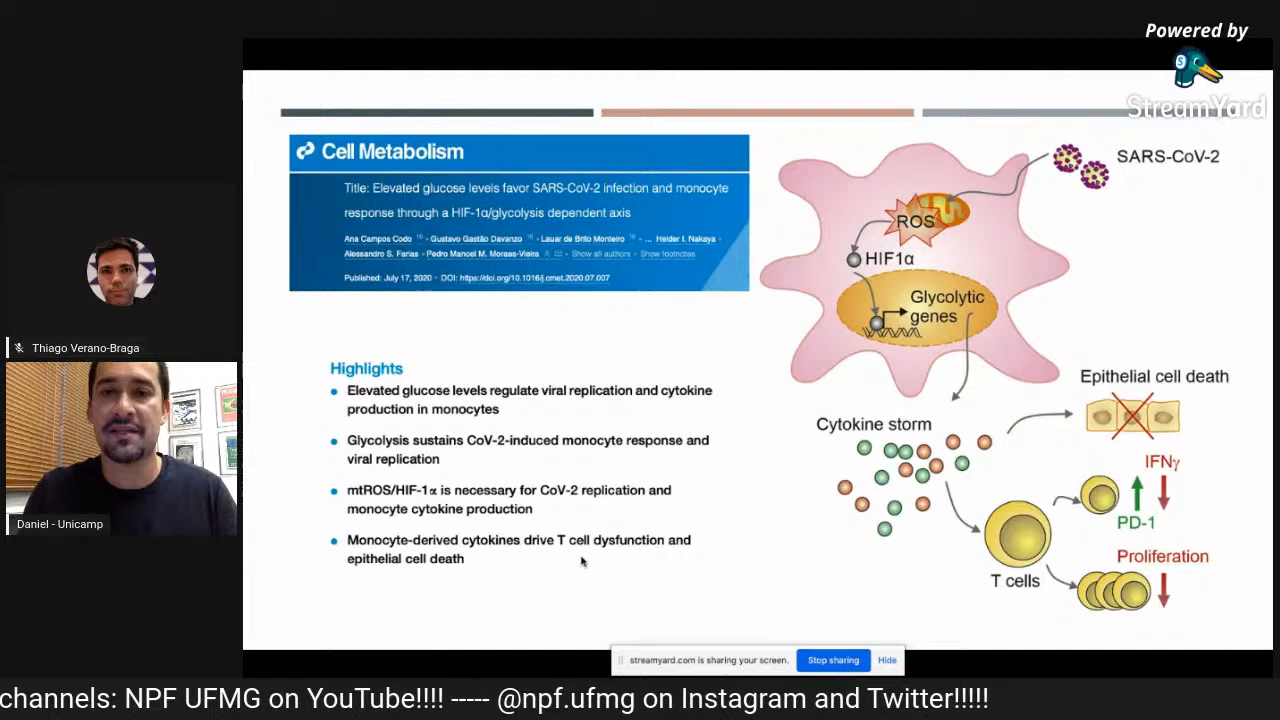 Powered by
StreamYard
S
Cell Metabolism
Title: Elevated glucose levels favor SARS-CoV-2 infection and monocyte
response through a HIF-1α/glycolysis dependent axis
Ana Campos Codo • Gustavo Gastão Davanzo • Lauar de Brito Monteiro • ... Helder I. Nakaya •
Alessandro S. Farias • Pedro Manoel M. Moraes-Vieira • Show all authors • Show footnotes
Published: July 17, 2020 • DOI: https://doi.org/10.1016/j.cmet.2020.07.007
Highlights
• Elevated glucose levels regulate viral replication and cytokine
production in monocytes
• Glycolysis sustains CoV-2-induced monocyte response and
viral replication
• mtROS/HIF-1α is necessary for CoV-2 replication and
monocyte cytokine production
• Monocyte-derived cytokines drive T cell dysfunction and
epithelial cell death
SARS-CoV-2
ROS
HIF1α
Glycolytic
genes
Cytokine storm
Epithelial cell death
IFNγ
PD-1
T cells
Proliferation
Thiago Verano-Braga
Daniel - Unicamp
streamyard.com is sharing your screen.
Stop sharing
Hide
channels: NPF UFMG on YouTube!!!! ----- @npf.ufmg on Instagram and Twitter!!!!!